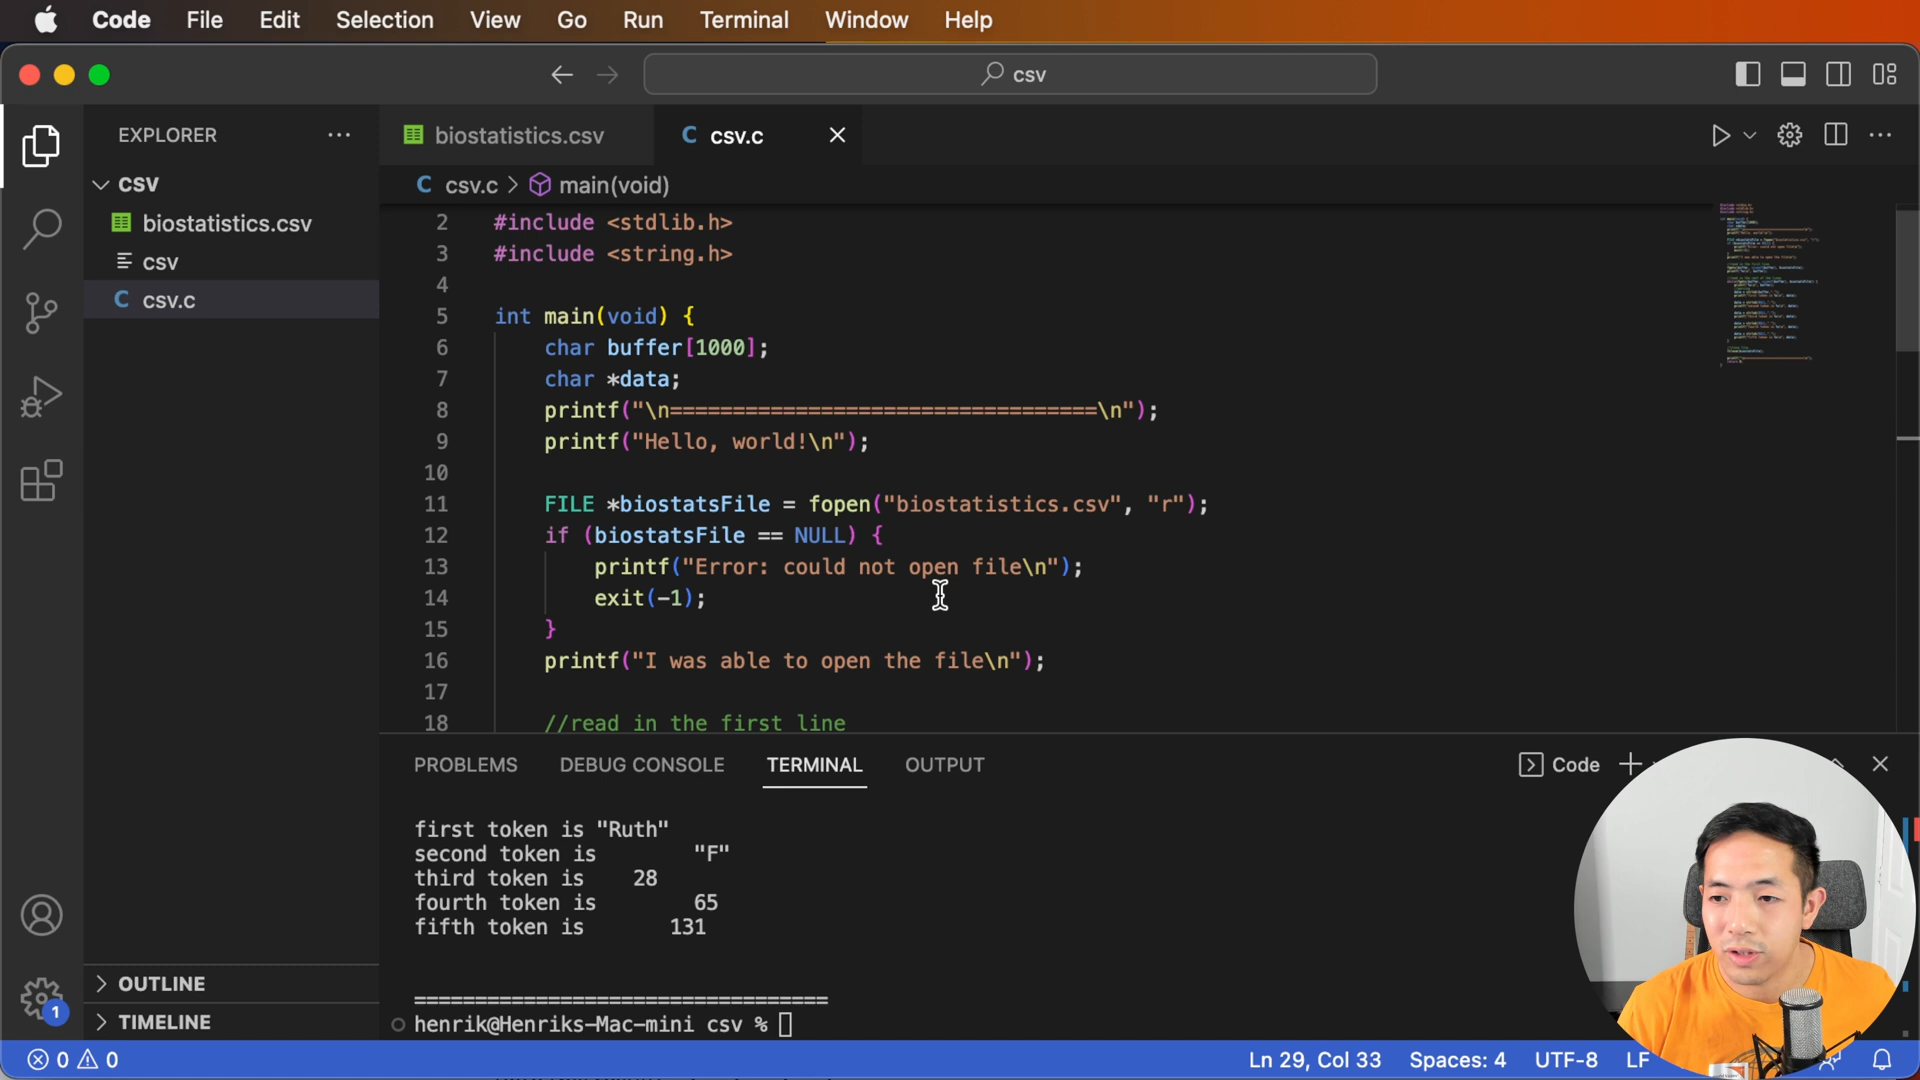 Code File Edit Selection View Go Run Terminal Window Help
csv
EXPLORER
CSV
biostatistics.csv
csv
csv.c
OUTLINE
TIMELINE
biostatistics.csv
csv.c
csv.c > main(void)
2 #include <stdlib.h>
3 #include <string.h>
4
5 int main(void) {
6 char buffer[1000];
7 char *data;
8 printf("\n==================================\n");
9 printf("Hello, world!\n");
10
11 FILE *biostatsFile = fopen("biostatistics.csv", "r");
12 if (biostatsFile == NULL) {
13 printf("Error: could not open file\n");
14 exit(-1);
15 }
16 printf("I was able to open the file\n");
17
18 //read in the first line
PROBLEMS DEBUG CONSOLE TERMINAL OUTPUT
Code
first token is "Ruth"
second token is "F"
third token is 28
fourth token is 65
fifth token is 131
==================================
henrik@Henriks-Mac-mini csv %
1
0 0
Ln 29, Col 33 Spaces: 4 UTF-8 LF